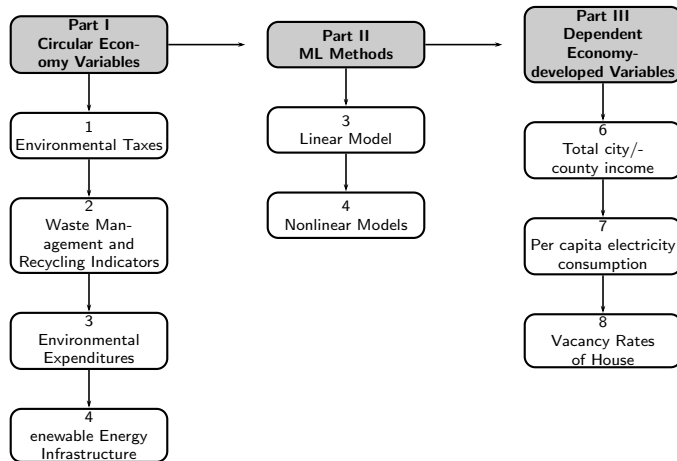 Part I
Circular Econ-
omy Variables
1
Environmental Taxes
2
Waste Man-
agement and
Recycling Indicators
3
Environmental
Expenditures
4
enewable Energy
Infrastructure
Part II
ML Methods
3
Linear Model
4
Nonlinear Models
Part III
Dependent
Economy-
developed Variables
6
Total city/-
county income
7
Per capita electricity
consumption
8
Vacancy Rates
of House